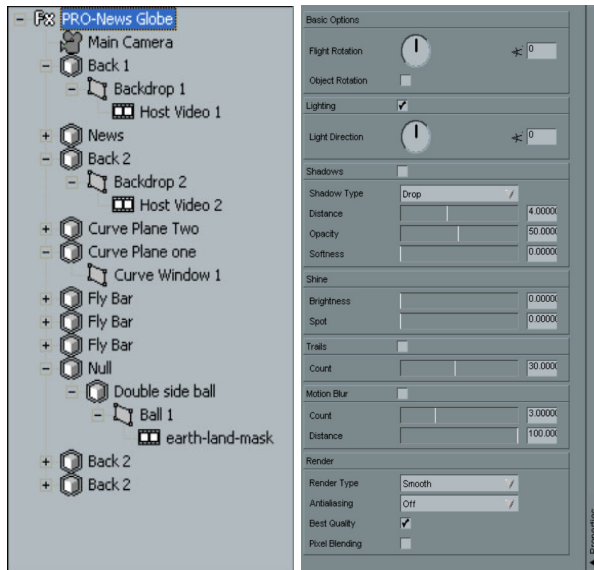 FX PRO-News Globe
Main Camera
Back 1
Backdrop 1
Host Video 1
News
Back 2
Backdrop 2
Host Video 2
Curve Plane Two
Curve Plane one
Curve Window 1
Fly Bar
Fly Bar
Fly Bar
Null
Double side ball
Ball 1
earth-land-mask
Back 2
Back 2
Basic Options
Flight Rotation 0
Object Rotation
Lighting
Light Direction 0
Shadows
Shadow Type Drop
Distance 4.0000
Opacity 50.000
Softness 0.0000
Shine
Brightness 0.0000
Spot 0.0000
Trails
Count 30.000
Motion Blur
Count 3.0000
Distance 100.00
Render
Render Type Smooth
Antialiasing Off
Best Quality
Pixel Blending
Properties